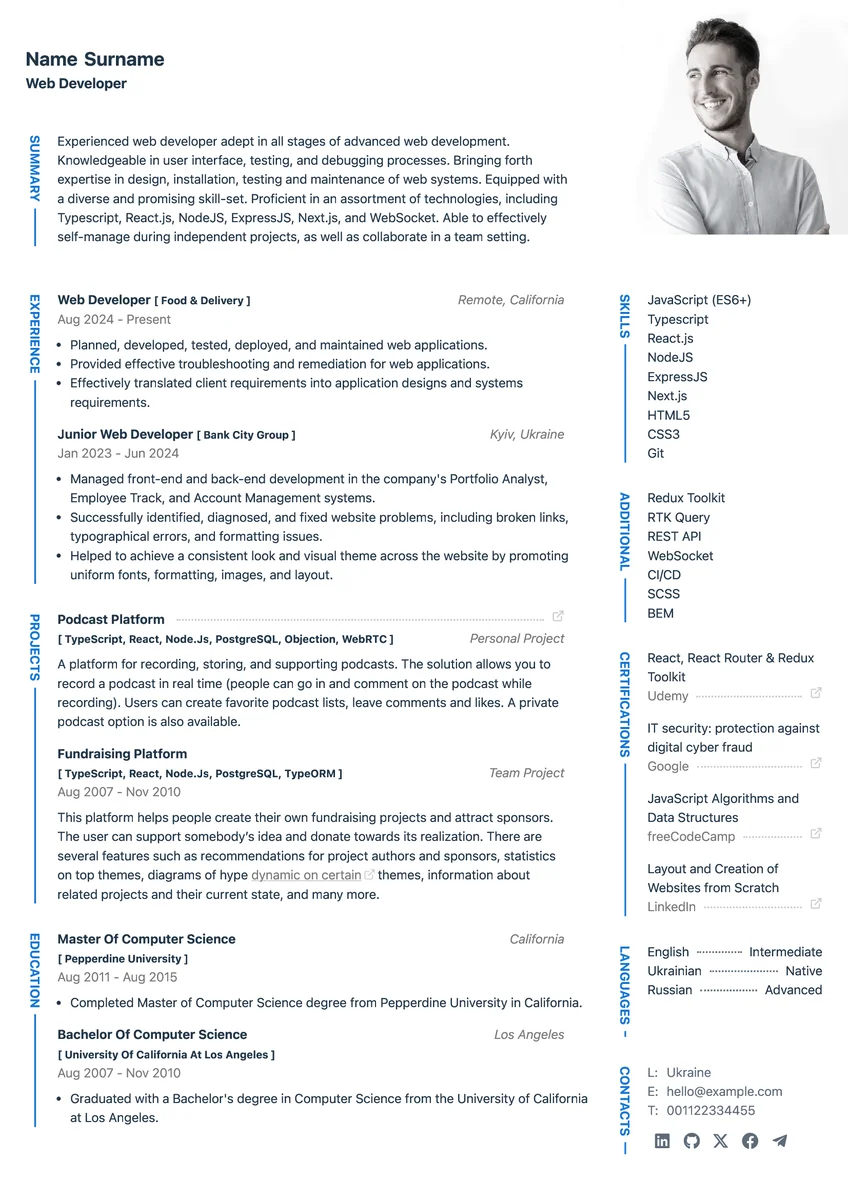 Name Surname
Web Developer
SUMMARY
Experienced web developer adept in all stages of advanced web development.
Knowledgeable in user interface, testing, and debugging processes. Bringing forth
expertise in design, installation, testing and maintenance of web systems. Equipped with
a diverse and promising skill-set. Proficient in an assortment of technologies, including
Typescript, React.js, NodeJS, ExpressJS, Next.js, and WebSocket. Able to effectively
self-manage during independent projects, as well as collaborate in a team setting.
EXPERIENCE
Web Developer [ Food & Delivery ] Remote, California
Aug 2024 - Present
• Planned, developed, tested, deployed, and maintained web applications.
• Provided effective troubleshooting and remediation for web applications.
• Effectively translated client requirements into application designs and systems
requirements.
Junior Web Developer [ Bank City Group ] Kyiv, Ukraine
Jan 2023 - Jun 2024
• Managed front-end and back-end development in the company's Portfolio Analyst,
Employee Track, and Account Management systems.
• Successfully identified, diagnosed, and fixed website problems, including broken links,
typographical errors, and formatting issues.
• Helped to achieve a consistent look and visual theme across the website by promoting
uniform fonts, formatting, images, and layout.
PROJECTS
Podcast Platform
[ TypeScript, React, Node.Js, PostgreSQL, Objection, WebRTC ] Personal Project
A platform for recording, storing, and supporting podcasts. The solution allows you to
record a podcast in real time (people can go in and comment on the podcast while
recording). Users can create favorite podcast lists, leave comments and likes. A private
podcast option is also available.
Fundraising Platform
[ TypeScript, React, Node.Js, PostgreSQL, TypeORM ] Team Project
Aug 2007 - Nov 2010
This platform helps people create their own fundraising projects and attract sponsors.
The user can support somebody's idea and donate towards its realization. There are
several features such as recommendations for project authors and sponsors, statistics
on top themes, diagrams of hype dynamic on certain themes, information about
related projects and their current state, and many more.
EDUCATION
Master Of Computer Science California
[ Pepperdine University ]
Aug 2011 - Aug 2015
• Completed Master of Computer Science degree from Pepperdine University in California.
Bachelor Of Computer Science Los Angeles
[ University Of California At Los Angeles ]
Aug 2007 - Nov 2010
• Graduated with a Bachelor's degree in Computer Science from the University of California
at Los Angeles.
SKILLS
JavaScript (ES6+)
Typescript
React.js
NodeJS
ExpressJS
Next.js
HTML5
CSS3
Git
ADDITIONAL
Redux Toolkit
RTK Query
REST API
WebSocket
CI/CD
SCSS
BEM
CERTIFICATIONS
React, React Router & Redux
Toolkit
Udemy
IT security: protection against
digital cyber fraud
Google
JavaScript Algorithms and
Data Structures
freeCodeCamp
Layout and Creation of
Websites from Scratch
LinkedIn
LANGUAGES
English Intermediate
Ukrainian Native
Russian Advanced
CONTACTS
L: Ukraine
E: hello@example.com
T: 001122334455